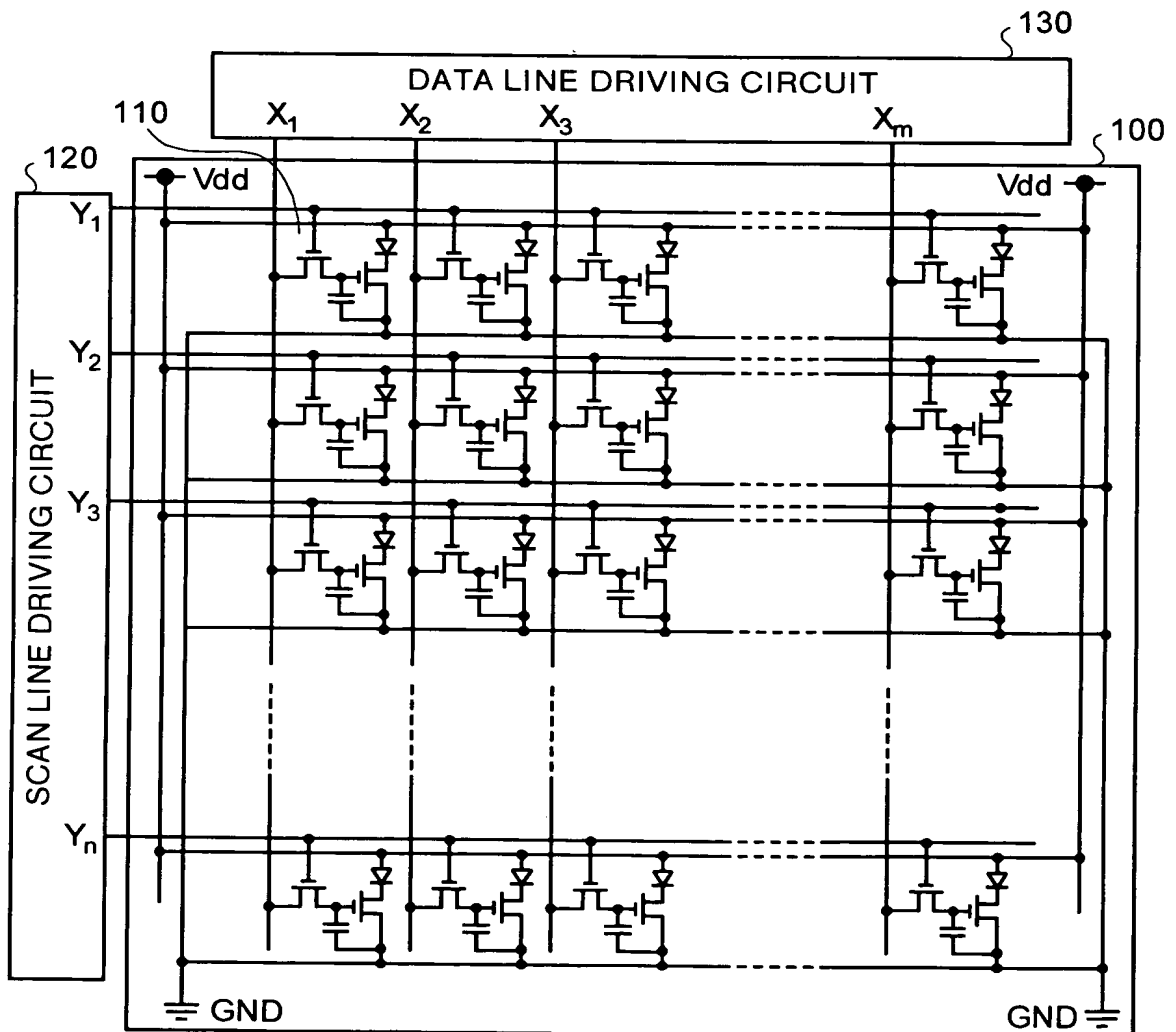 130
DATA LINE DRIVING CIRCUIT
X₁ X₂ X₃ Xₘ
110
100
120
Vdd Vdd
Y₁
Y₂
Y₃
Yₙ
SCAN LINE DRIVING CIRCUIT
GND GND